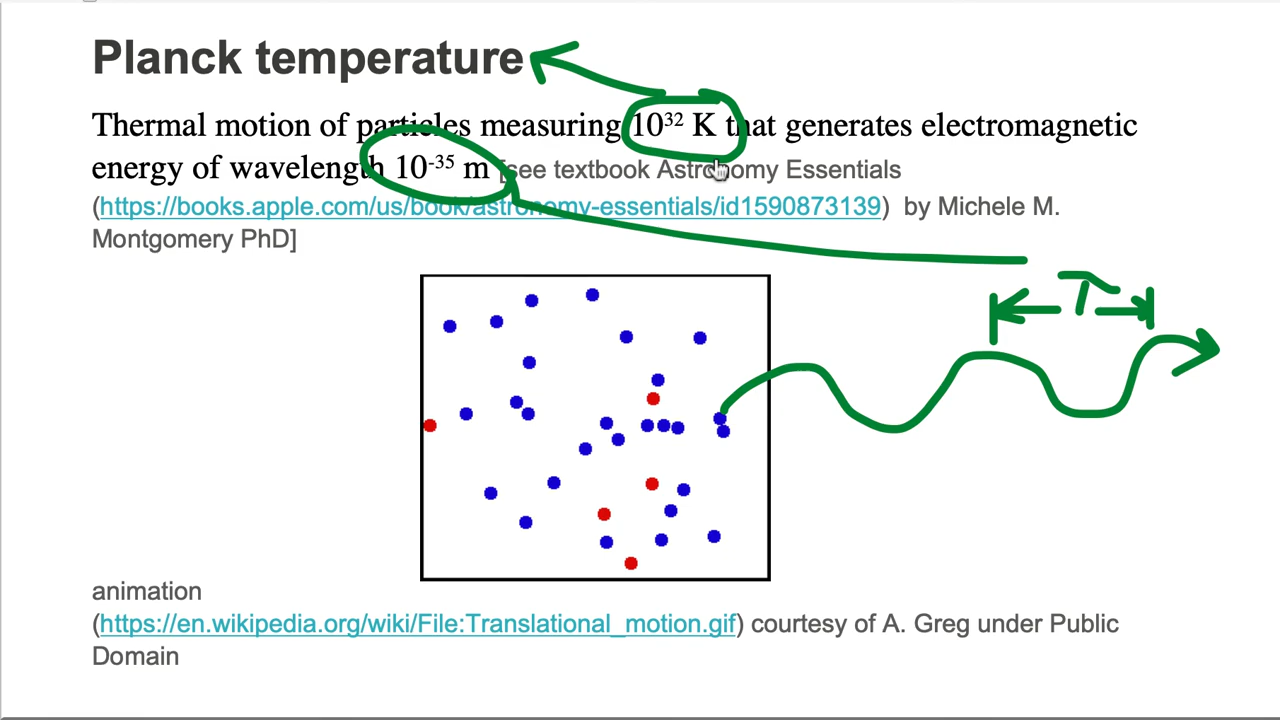 Planck temperature
Thermal motion of particles measuring 10³² K that generates electromagnetic
energy of wavelength 10⁻³⁵ m [see textbook Astronomy Essentials
(https://books.apple.com/us/book/astronomy-essentials/id1590873139) by Michele M.
Montgomery PhD]
animation
(https://en.wikipedia.org/wiki/File:Translational_motion.gif) courtesy of A. Greg under Public
Domain